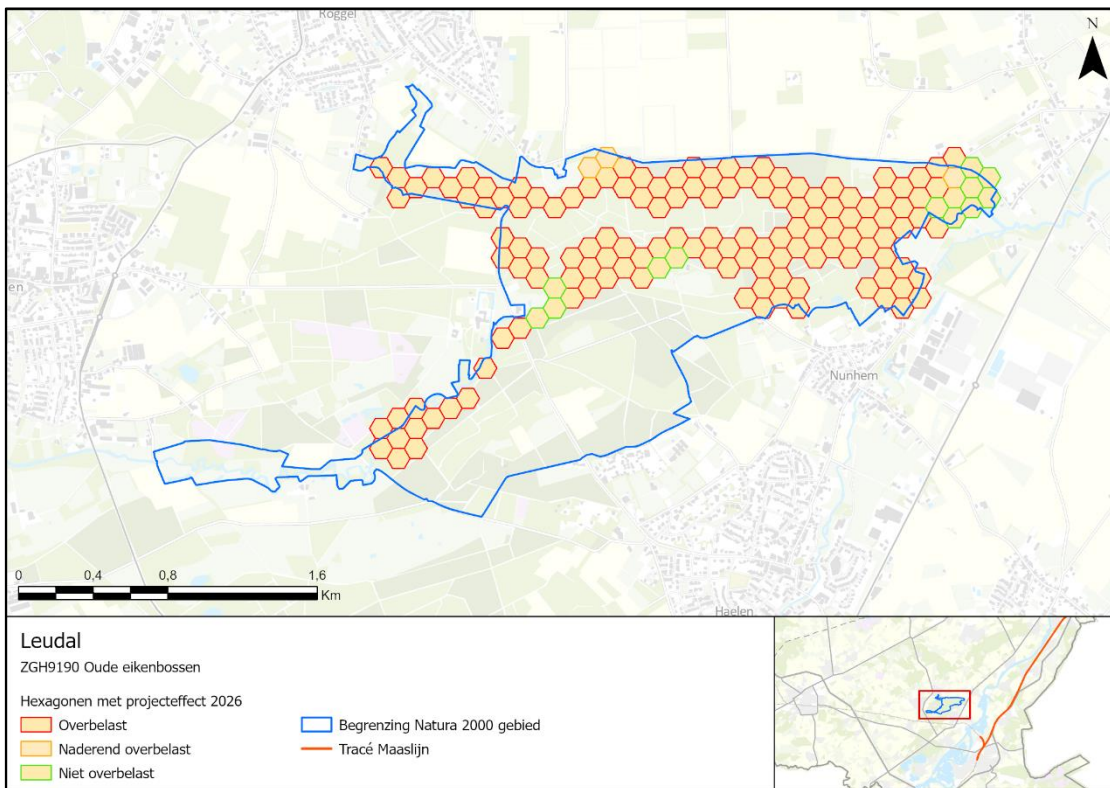 Roggel
N
en
Nunhem
0 0,4 0,8 1,6
Km
Haelen
Leudal
ZGH9190 Oude eikenbossen
Hexagonen met projecteffect 2026
Overbelast
Naderend overbelast
Niet overbelast
Begrenzing Natura 2000 gebied
Tracé Maaslijn